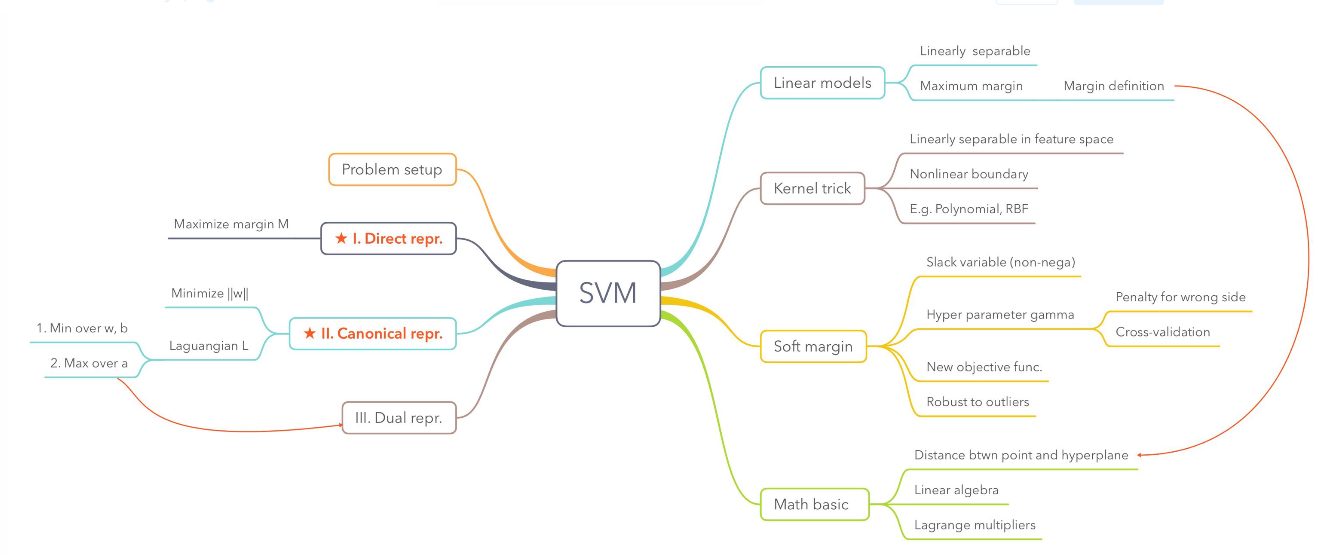 SVM
Problem setup
★ I. Direct repr.
Maximize margin M
★ II. Canonical repr.
Minimize ||w||
Laguangian L
1. Min over w, b
2. Max over a
III. Dual repr.
Linear models
Linearly separable
Maximum margin
Margin definition
Kernel trick
Linearly separable in feature space
Nonlinear boundary
E.g. Polynomial, RBF
Soft margin
Slack variable (non-nega)
Hyper parameter gamma
Penalty for wrong side
Cross-validation
New objective func.
Robust to outliers
Math basic
Distance btwn point and hyperplane
Linear algebra
Lagrange multipliers